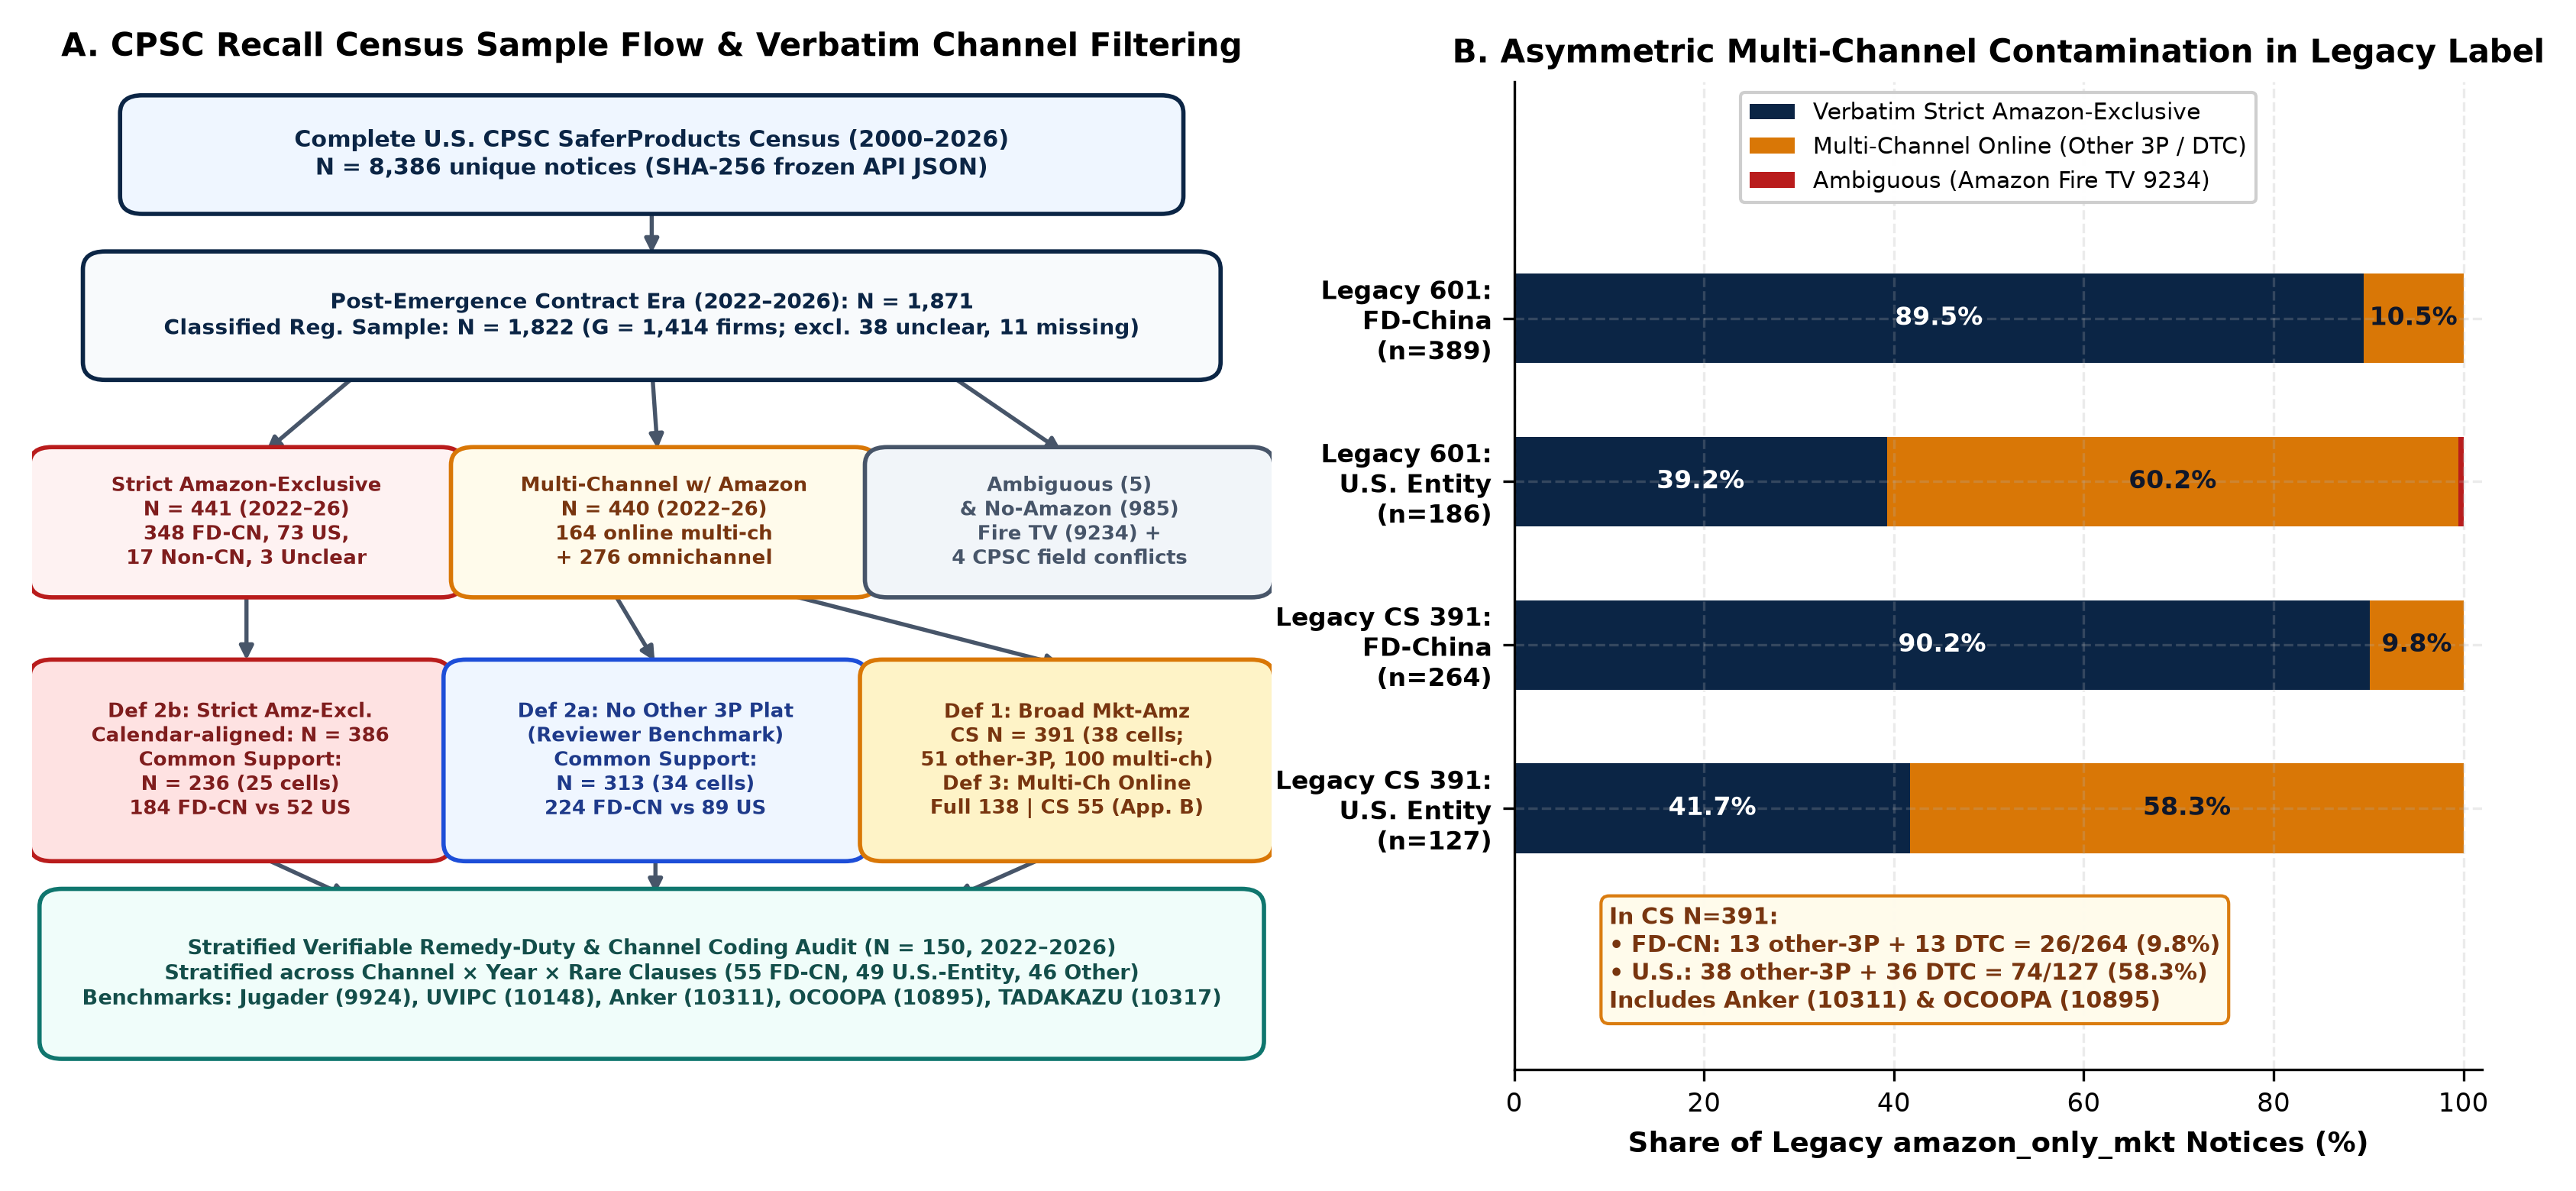 A. CPSC Recall Census Sample Flow & Verbatim Channel Filtering
Complete U.S. CPSC SaferProducts Census (2000–2026)
N = 8,386 unique notices (SHA-256 frozen API JSON)
Post-Emergence Contract Era (2022–2026): N = 1,871
Classified Reg. Sample: N = 1,822 (G = 1,414 firms; excl. 38 unclear, 11 missing)
Strict Amazon-Exclusive
N = 441 (2022–26)
348 FD-CN, 73 US,
17 Non-CN, 3 Unclear
Multi-Channel w/ Amazon
N = 440 (2022–26)
164 online multi-ch
+ 276 omnichannel
Ambiguous (5)
& No-Amazon (985)
Fire TV (9234) +
4 CPSC field conflicts
Def 2b: Strict Amz-Excl.
Calendar-aligned: N = 386
Common Support:
N = 236 (25 cells)
184 FD-CN vs 52 US
Def 2a: No Other 3P Plat
(Reviewer Benchmark)
Common Support:
N = 313 (34 cells)
224 FD-CN vs 89 US
Def 1: Broad Mkt-Amz
CS N = 391 (38 cells;
51 other-3P, 100 multi-ch)
Def 3: Multi-Ch Online
Full 138 | CS 55 (App. B)
Stratified Verifiable Remedy-Duty & Channel Coding Audit (N = 150, 2022–2026)
Stratified across Channel × Year × Rare Clauses (55 FD-CN, 49 U.S.-Entity, 46 Other)
Benchmarks: Jugader (9924), UVIPC (10148), Anker (10311), OCOOPA (10895), TADAKAZU (10317)
B. Asymmetric Multi-Channel Contamination in Legacy Label
Verbatim Strict Amazon-Exclusive
Multi-Channel Online (Other 3P / DTC)
Ambiguous (Amazon Fire TV 9234)
Legacy 601:
FD-China
(n=389)
89.5%
10.5%
Legacy 601:
U.S. Entity
(n=186)
39.2%
60.2%
Legacy CS 391:
FD-China
(n=264)
90.2%
9.8%
Legacy CS 391:
U.S. Entity
(n=127)
41.7%
58.3%
In CS N=391:
• FD-CN: 13 other-3P + 13 DTC = 26/264 (9.8%)
• U.S.: 38 other-3P + 36 DTC = 74/127 (58.3%)
Includes Anker (10311) & OCOOPA (10895)
0 20 40 60 80 100
Share of Legacy amazon_only_mkt Notices (%)